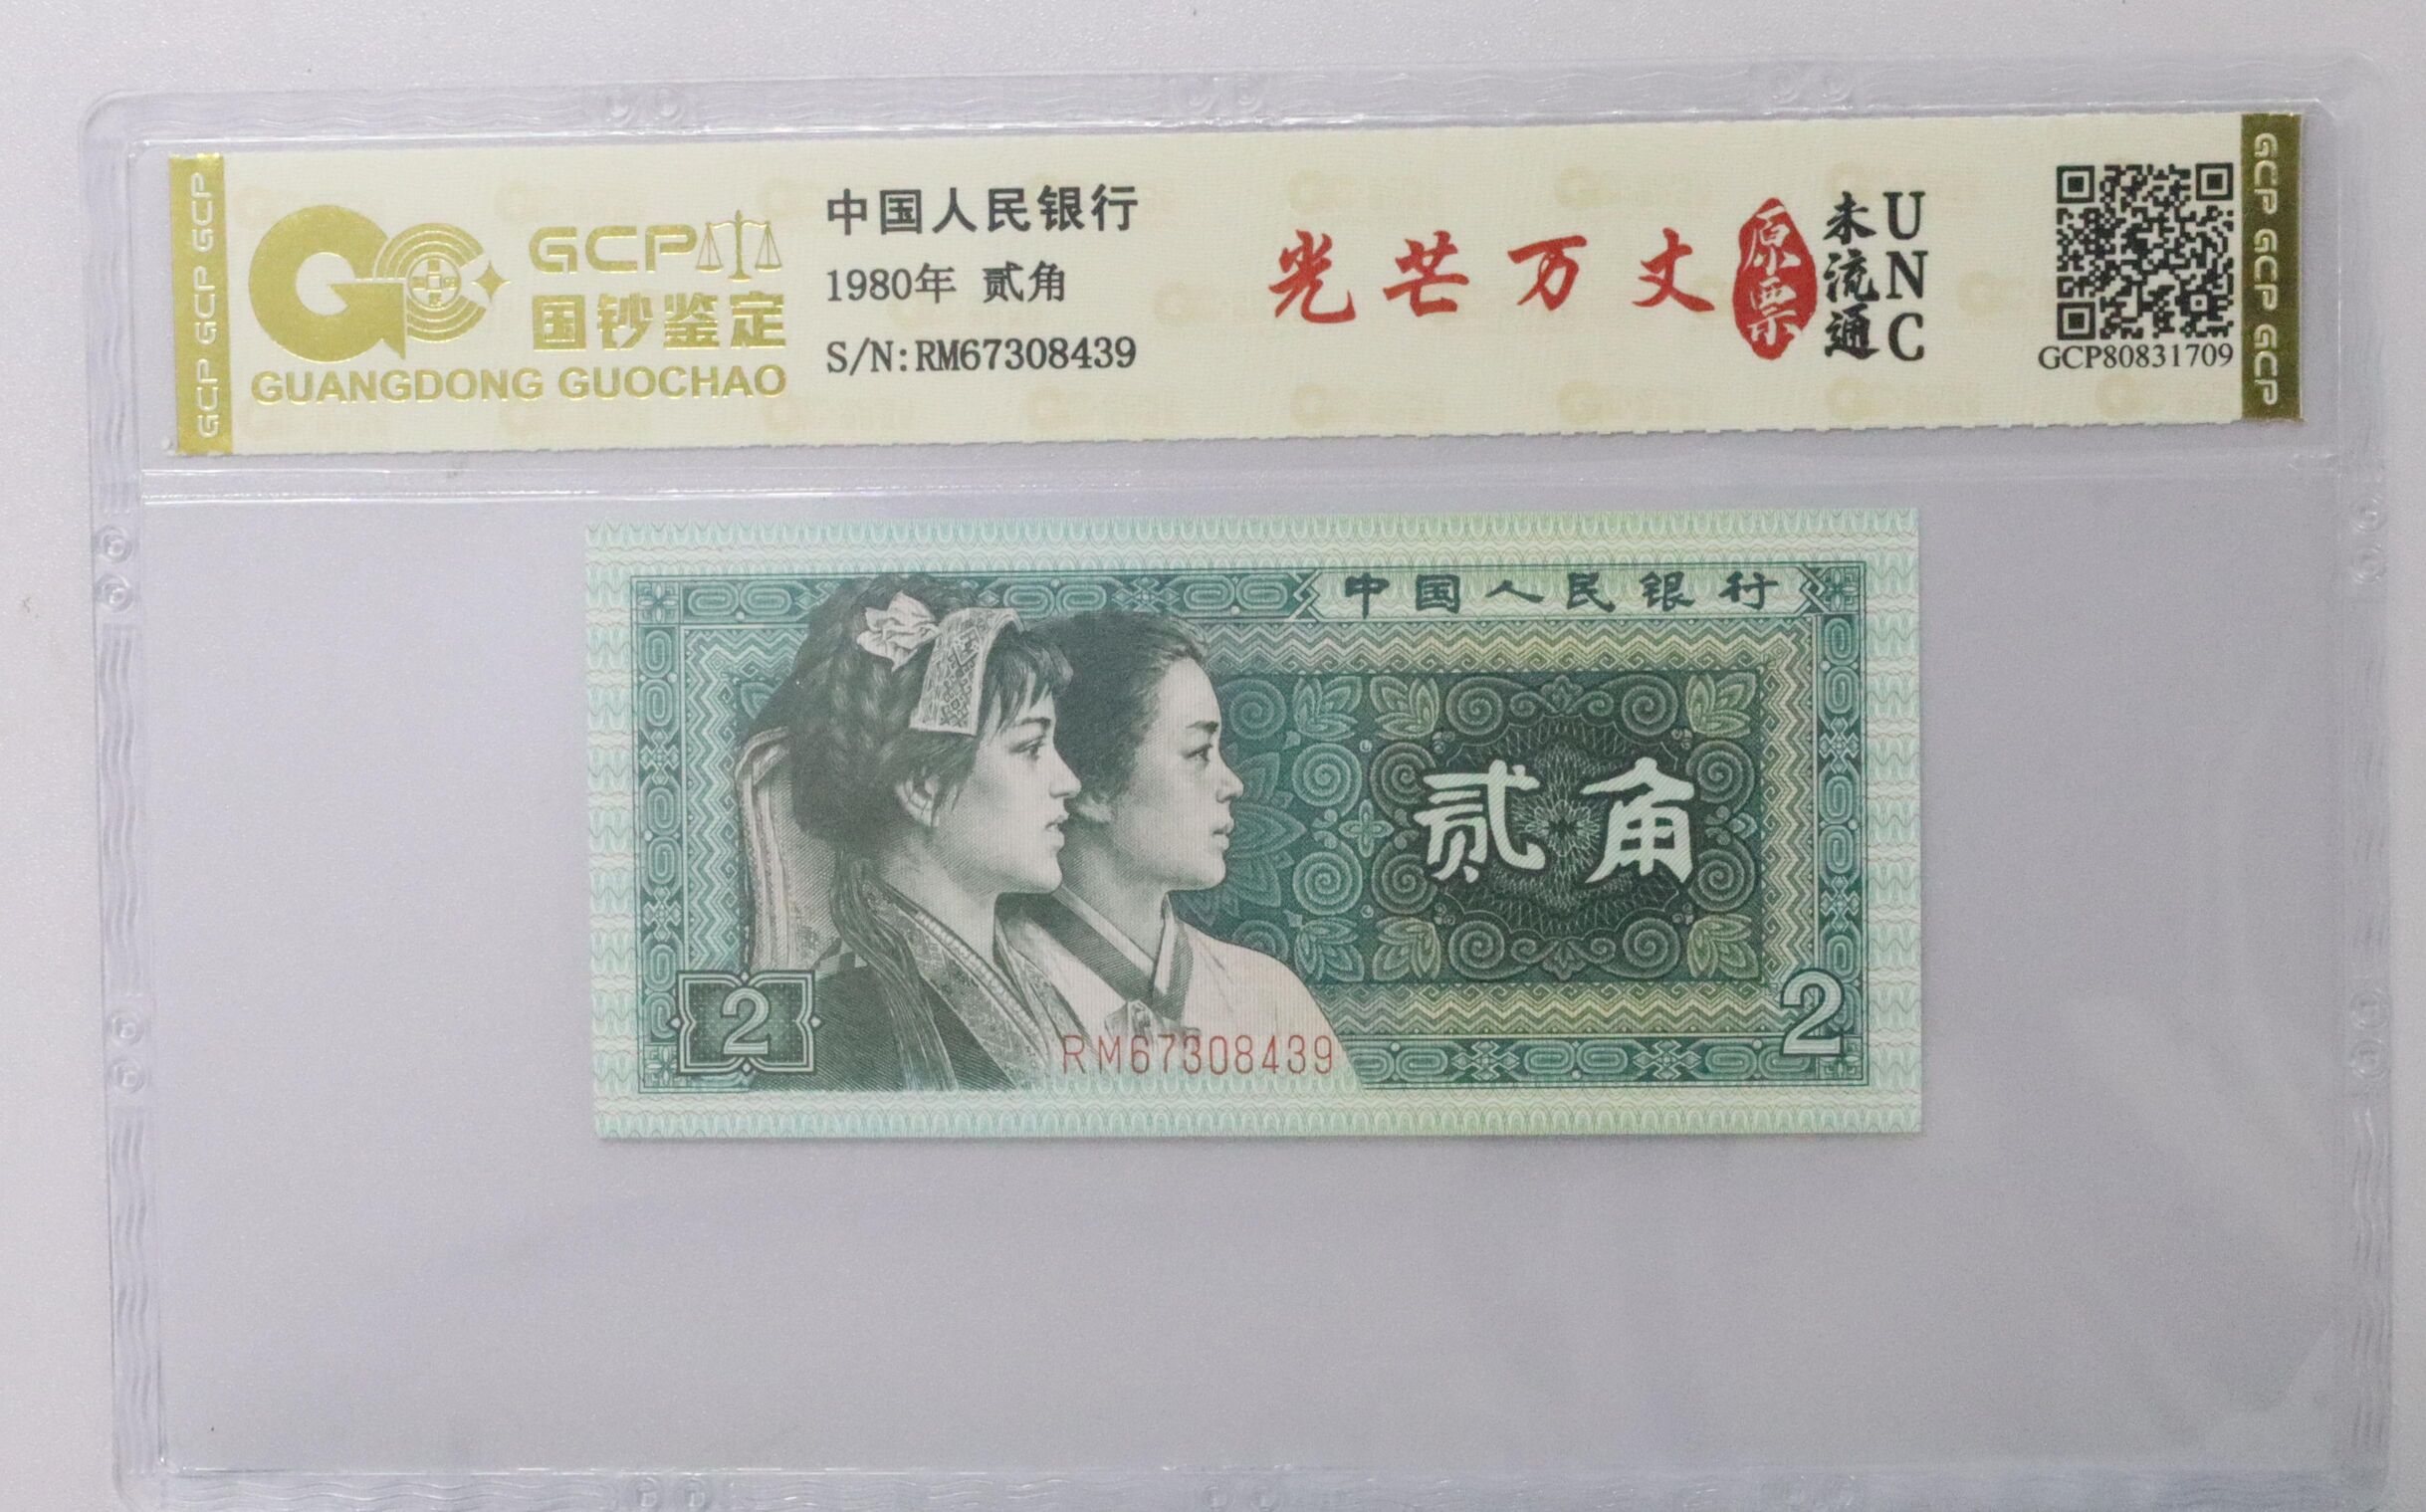 GCP GCP GCP
GCP
国钞鉴定
GUANGDONG GUOCHAO
中国人民银行
1980年 贰角
S/N:RM67308439
光芒万丈
原票
未流通
UNC
GCP80831709
GCP GCP GCP
中国人民银行
贰角
2
2
RM67308439